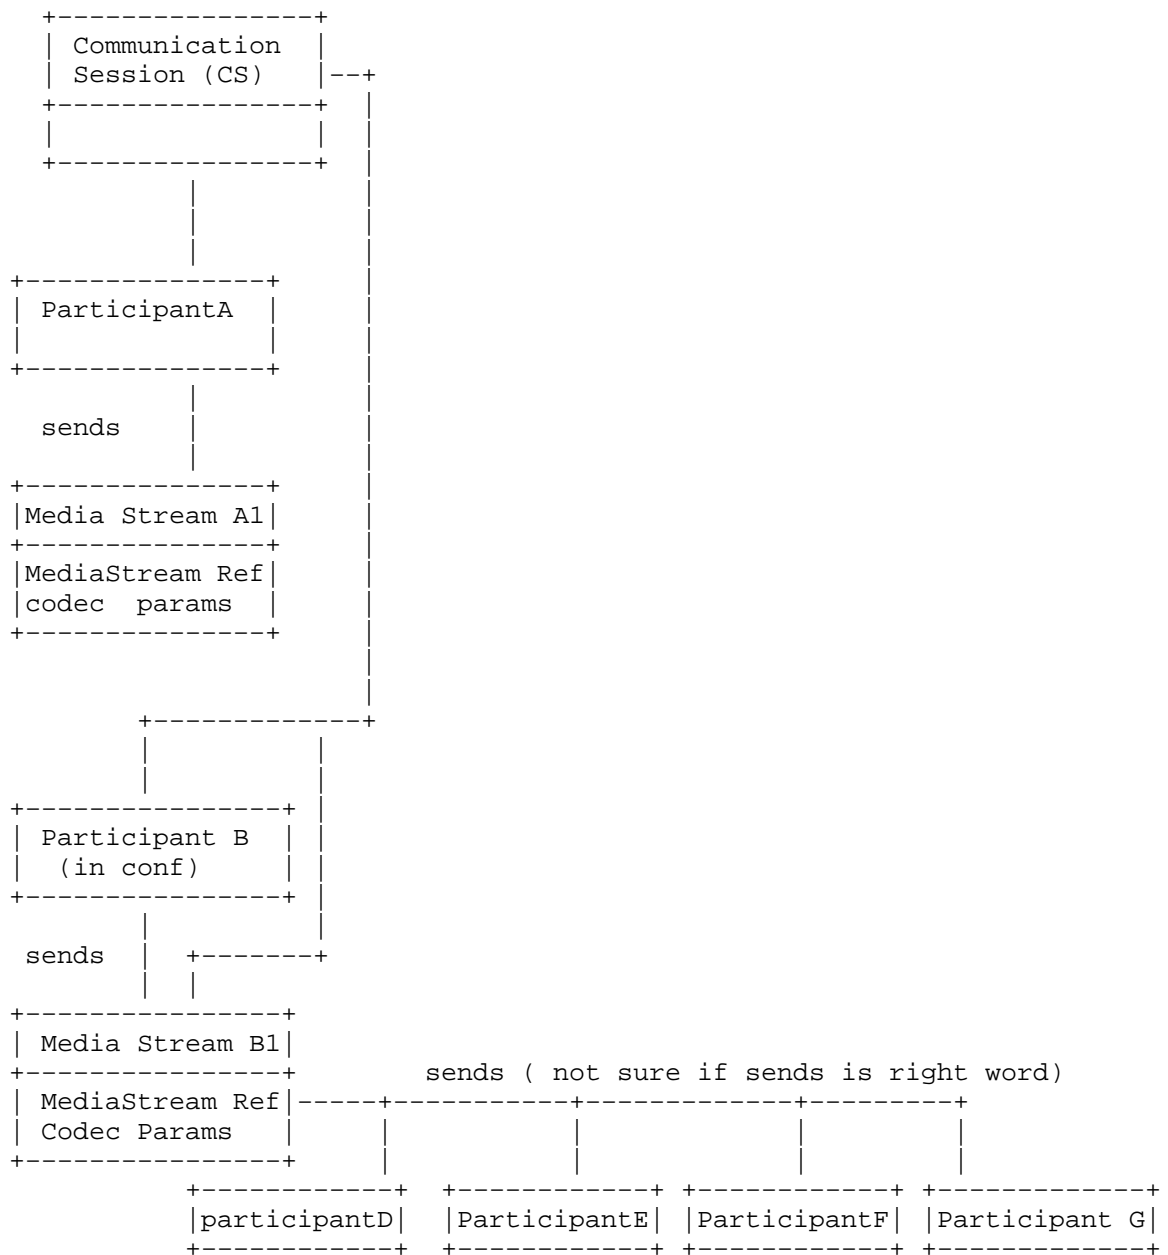 Communication
Session (CS)
ParticipantA
sends
Media Stream A1
MediaStream Ref
codec params
Participant B
(in conf)
sends
Media Stream B1
sends ( not sure if sends is right word)
MediaStream Ref
Codec Params
participantD ParticipantE ParticipantF Participant G